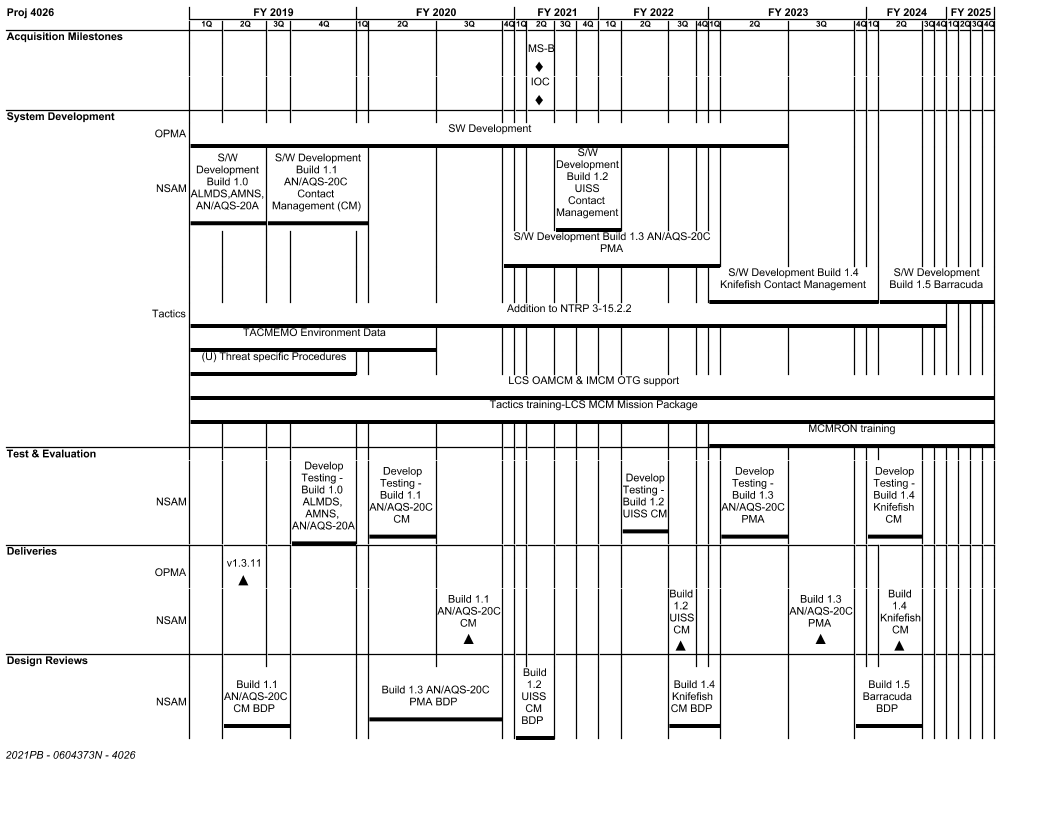 Proj 4026
FY 2019 FY 2020 FY 2021 FY 2022 FY 2023 FY 2024 FY 2025
1Q 2Q 3Q 4Q 1Q 2Q 3Q 4Q 1Q 2Q 3Q 4Q 1Q 2Q 3Q 4Q 1Q 2Q 3Q 4Q 1Q 2Q 3Q 4Q 1Q 2Q 3Q 4Q
Acquisition Milestones
MS-B
IOC
System Development
OPMA
SW Development
NSAM
S/W
Development
Build 1.0
ALMDS,AMNS,
AN/AQS-20A
S/W Development
Build 1.1
AN/AQS-20C
Contact
Management (CM)
S/W
Development
Build 1.2
UISS
Contact
Management
S/W Development Build 1.3 AN/AQS-20C
PMA
S/W Development Build 1.4
Knifefish Contact Management
S/W Development
Build 1.5 Barracuda
Tactics
Addition to NTRP 3-15.2.2
TACMEMO Environment Data
(U) Threat specific Procedures
LCS OAMCM & IMCM OTG support
Tactics training-LCS MCM Mission Package
MCMRON training
Test & Evaluation
NSAM
Develop
Testing -
Build 1.0
ALMDS,
AMNS,
AN/AQS-20A
Develop
Testing -
Build 1.1
AN/AQS-20C
CM
Develop
Testing -
Build 1.2
UISS CM
Develop
Testing -
Build 1.3
AN/AQS-20C
PMA
Develop
Testing -
Build 1.4
Knifefish
CM
Deliveries
OPMA
v1.3.11
NSAM
Build 1.1
AN/AQS-20C
CM
Build
1.2
UISS
CM
Build 1.3
AN/AQS-20C
PMA
Build
1.4
Knifefish
CM
Design Reviews
NSAM
Build 1.1
AN/AQS-20C
CM BDP
Build 1.3 AN/AQS-20C
PMA BDP
Build
1.2
UISS
CM
BDP
Build 1.4
Knifefish
CM BDP
Build 1.5
Barracuda
BDP
2021PB - 0604373N - 4026